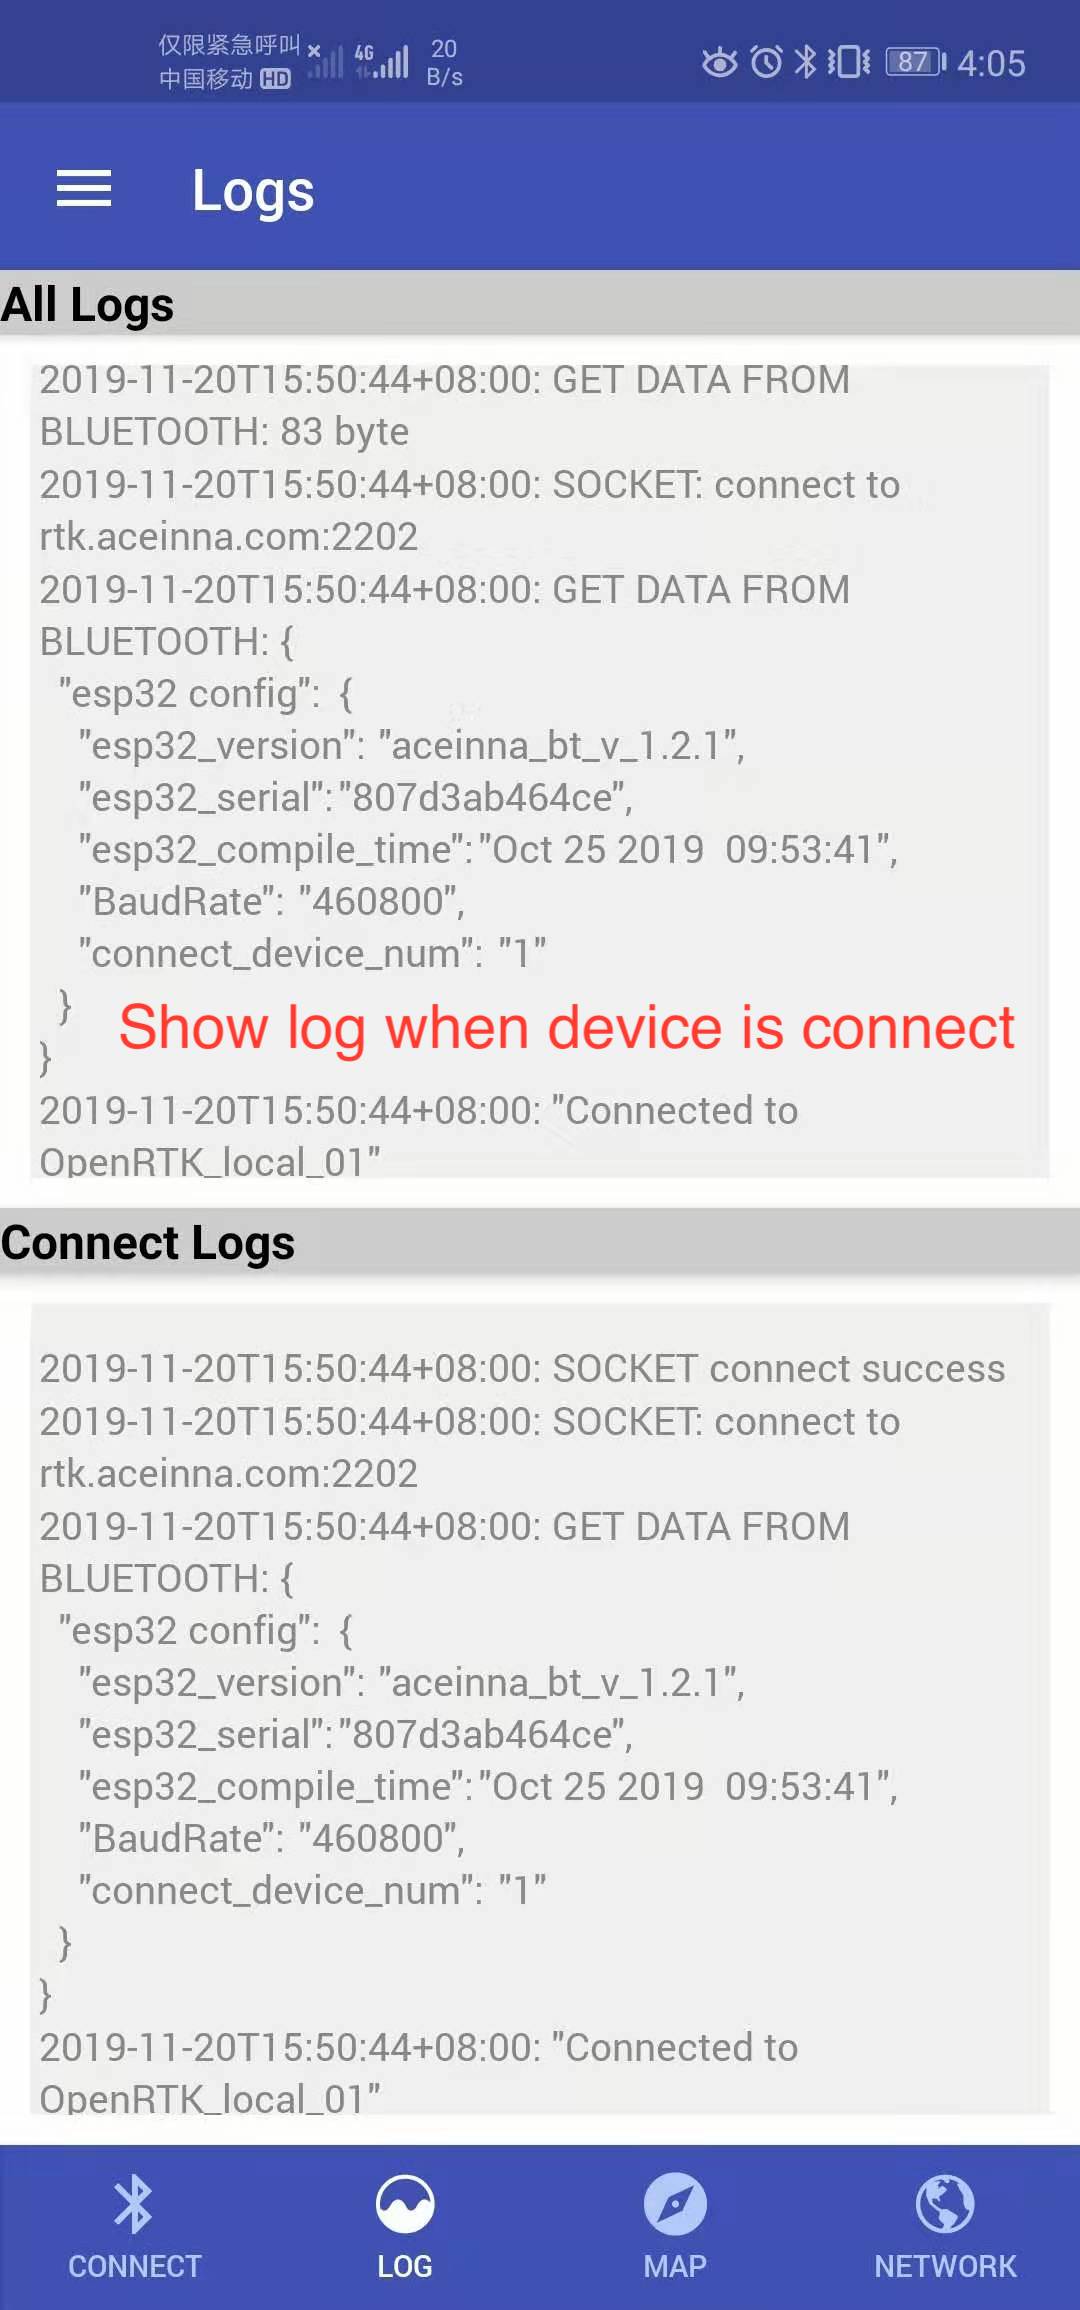 仅限紧急呼叫
中国移动 HD
4G
20
B/s
87
4:05
Logs
All Logs
2019-11-20T15:50:44+08:00: GET DATA FROM
BLUETOOTH: 83 byte
2019-11-20T15:50:44+08:00: SOCKET: connect to
rtk.aceinna.com:2202
2019-11-20T15:50:44+08:00: GET DATA FROM
BLUETOOTH: {
"esp32 config": {
"esp32_version": "aceinna_bt_v_1.2.1",
"esp32_serial":"807d3ab464ce",
"esp32_compile_time":"Oct 25 2019  09:53:41",
"BaudRate": "460800",
"connect_device_num": "1"
}
Show log when device is connect
}
2019-11-20T15:50:44+08:00: "Connected to
OpenRTK_local_01"
Connect Logs
2019-11-20T15:50:44+08:00: SOCKET connect success
2019-11-20T15:50:44+08:00: SOCKET: connect to
rtk.aceinna.com:2202
2019-11-20T15:50:44+08:00: GET DATA FROM
BLUETOOTH: {
"esp32 config": {
"esp32_version": "aceinna_bt_v_1.2.1",
"esp32_serial":"807d3ab464ce",
"esp32_compile_time":"Oct 25 2019  09:53:41",
"BaudRate": "460800",
"connect_device_num": "1"
}
}
2019-11-20T15:50:44+08:00: "Connected to
OpenRTK_local_01"
CONNECT
LOG
MAP
NETWORK